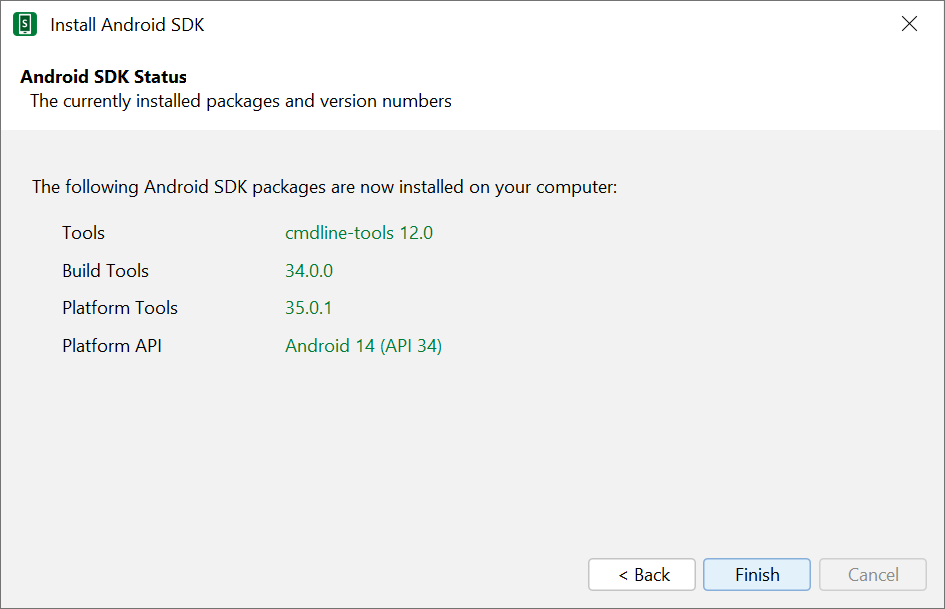 S
Install Android SDK
Android SDK Status
The currently installed packages and version numbers
The following Android SDK packages are now installed on your computer:
Tools cmdline-tools 12.0
Build Tools 34.0.0
Platform Tools 35.0.1
Platform API Android 14 (API 34)
< Back Finish Cancel